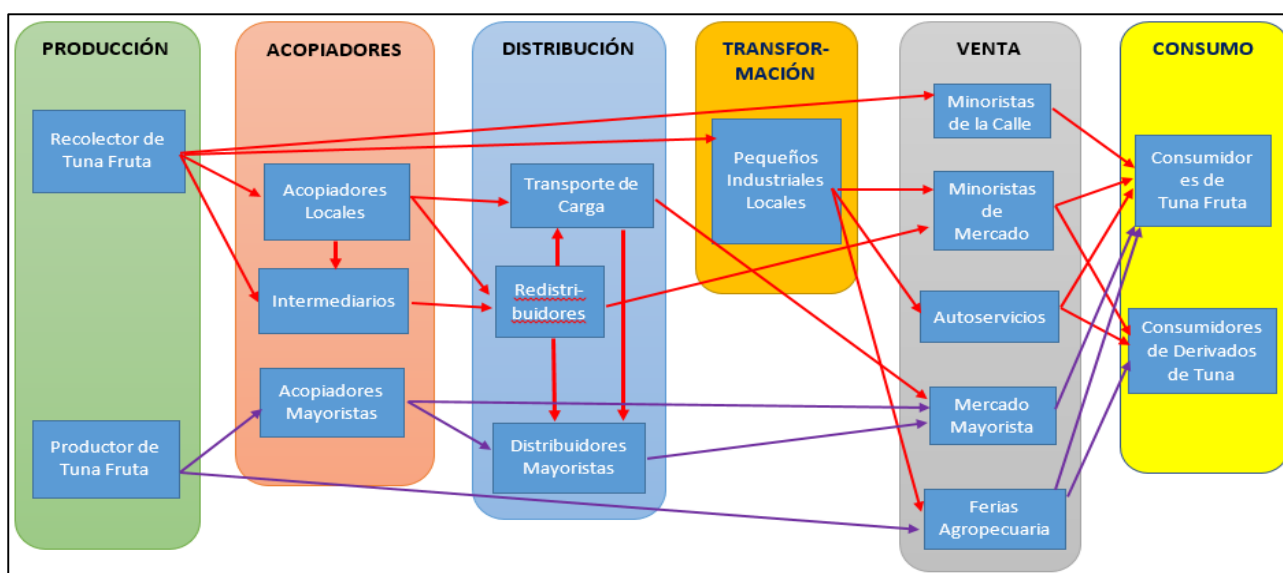 PRODUCCIÓN
Recolector de
Tuna Fruta
Productor de
Tuna Fruta
ACOPIADORES
Acopiadores
Locales
Intermediarios
Acopiadores
Mayoristas
DISTRIBUCIÓN
Transporte de
Carga
Redistri-
buidores
Distribuidores
Mayoristas
TRANSFOR-
MACIÓN
Pequeños
Industriales
Locales
VENTA
Minoristas
de la Calle
Minoristas
de
Mercado
Autoservicios
Mercado
Mayorista
Ferias
Agropecuaria
CONSUMO
Consumidor
es de
Tuna Fruta
Consumidores
de Derivados
de Tuna